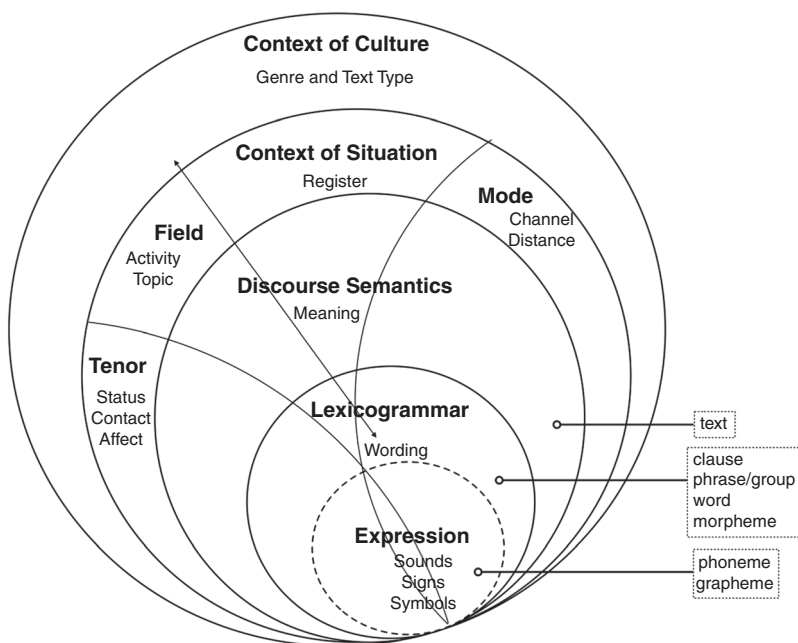 Context of Culture
Genre and Text Type
Context of Situation
Register
Mode
Channel
Distance
Field
Activity
Topic
Discourse Semantics
Meaning
Tenor
Status
Contact
Affect
Lexicogrammar
Wording
Expression
Sounds
Signs
Symbols
text
clause
phrase/group
word
morpheme
phoneme
grapheme